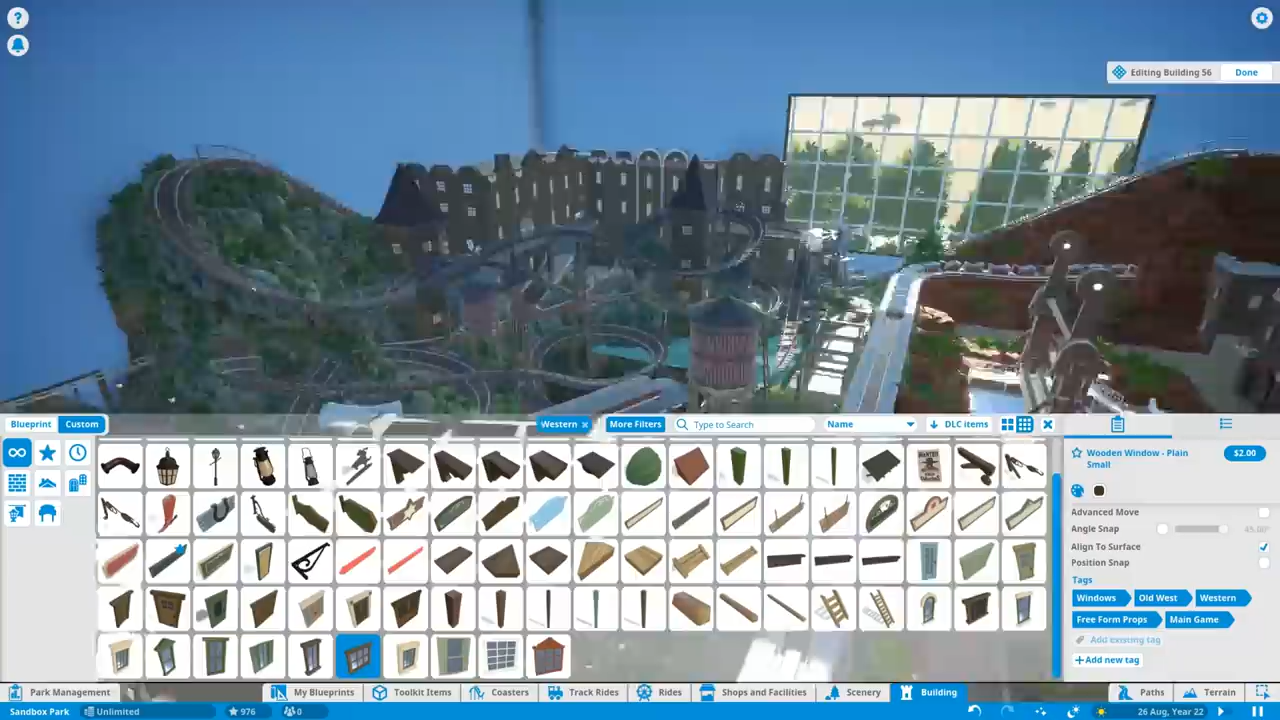 ?
Editing Building 56 Done
Blueprint Custom Western × More Filters Type to Search Name DLC items
Wooden Window - Plain Small $2.00
Advanced Move
Angle Snap 45.00°
Align To Surface
Position Snap
Tags
Windows Old West Western
Free Form Props Main Game
Add existing tag
+Add new tag
WANTED
Park Management My Blueprints Toolkit Items Coasters Track Rides Rides Shops and Facilities Scenery Building Paths Terrain
Sandbox Park Unlimited 976 0 26 Aug, Year 22